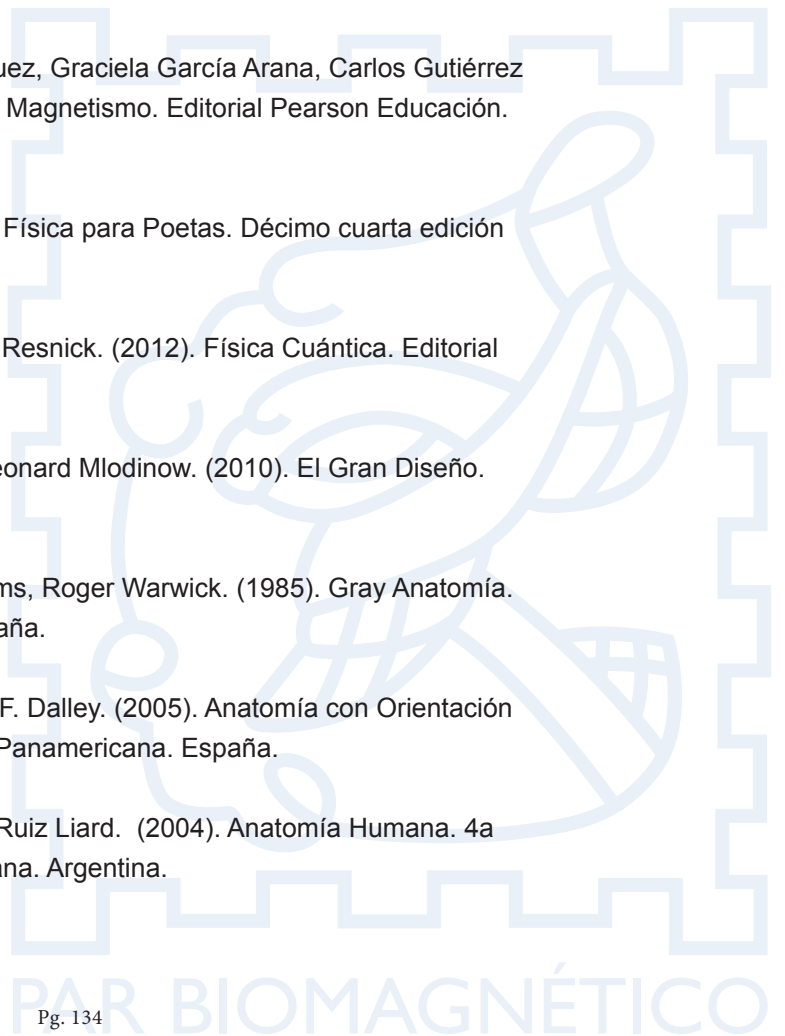 uez, Graciela García Arana, Carlos Gutiérrez
Magnetismo. Editorial Pearson Educación.
Física para Poetas. Décimo cuarta edición
Resnick. (2012). Física Cuántica. Editorial
eonard Mlodinow. (2010). El Gran Diseño.
ms, Roger Warwick. (1985). Gray Anatomía.
aña.
F. Dalley. (2005). Anatomía con Orientación
Panamericana. España.
Ruiz Liard. (2004). Anatomía Humana. 4a
ana. Argentina.
PAR BIOMAGNÉTICO
Pg. 134